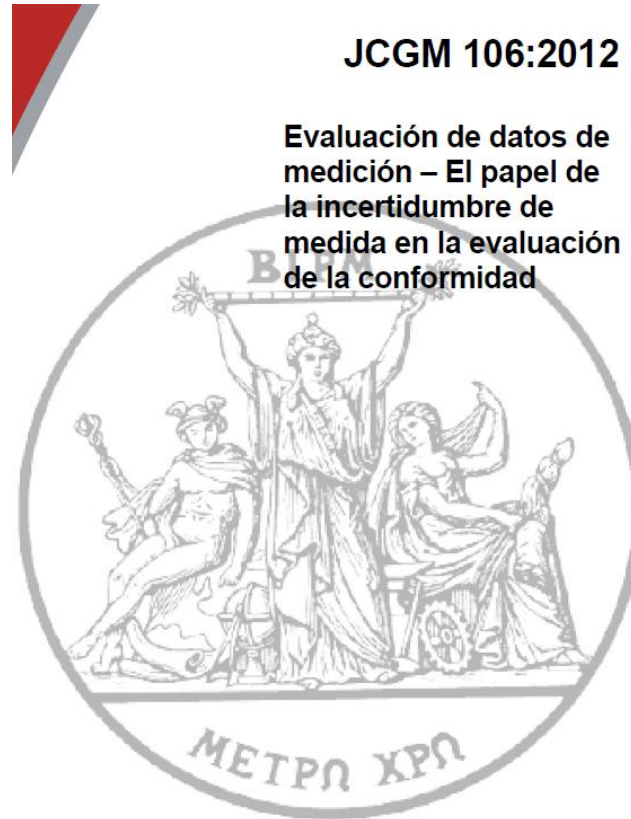 JCGM 106:2012
Evaluación de datos de
medición – El papel de
la incertidumbre de
medida en la evaluación
de la conformidad
BIPM
ΜΕΤΡΩ ΧΡΩ